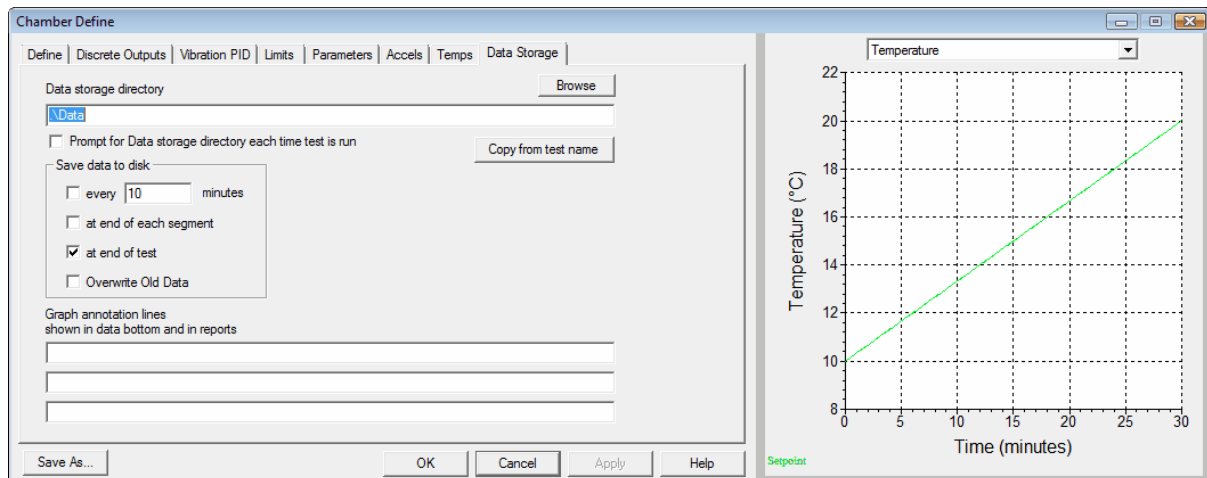 Chamber Define
Define Discrete Outputs Vibration PID Limits Parameters Accels Temps Data Storage
Data storage directory
Browse
.\Data
Prompt for Data storage directory each time test is run
Copy from test name
Save data to disk
every 10 minutes
at end of each segment
at end of test
Overwrite Old Data
Graph annotation lines
shown in data bottom and in reports
Save As...
OK
Cancel
Apply
Help
Temperature
22
20
18
16
14
12
10
8
Temperature (°C)
0 5 10 15 20 25 30
Time (minutes)
Setpoint